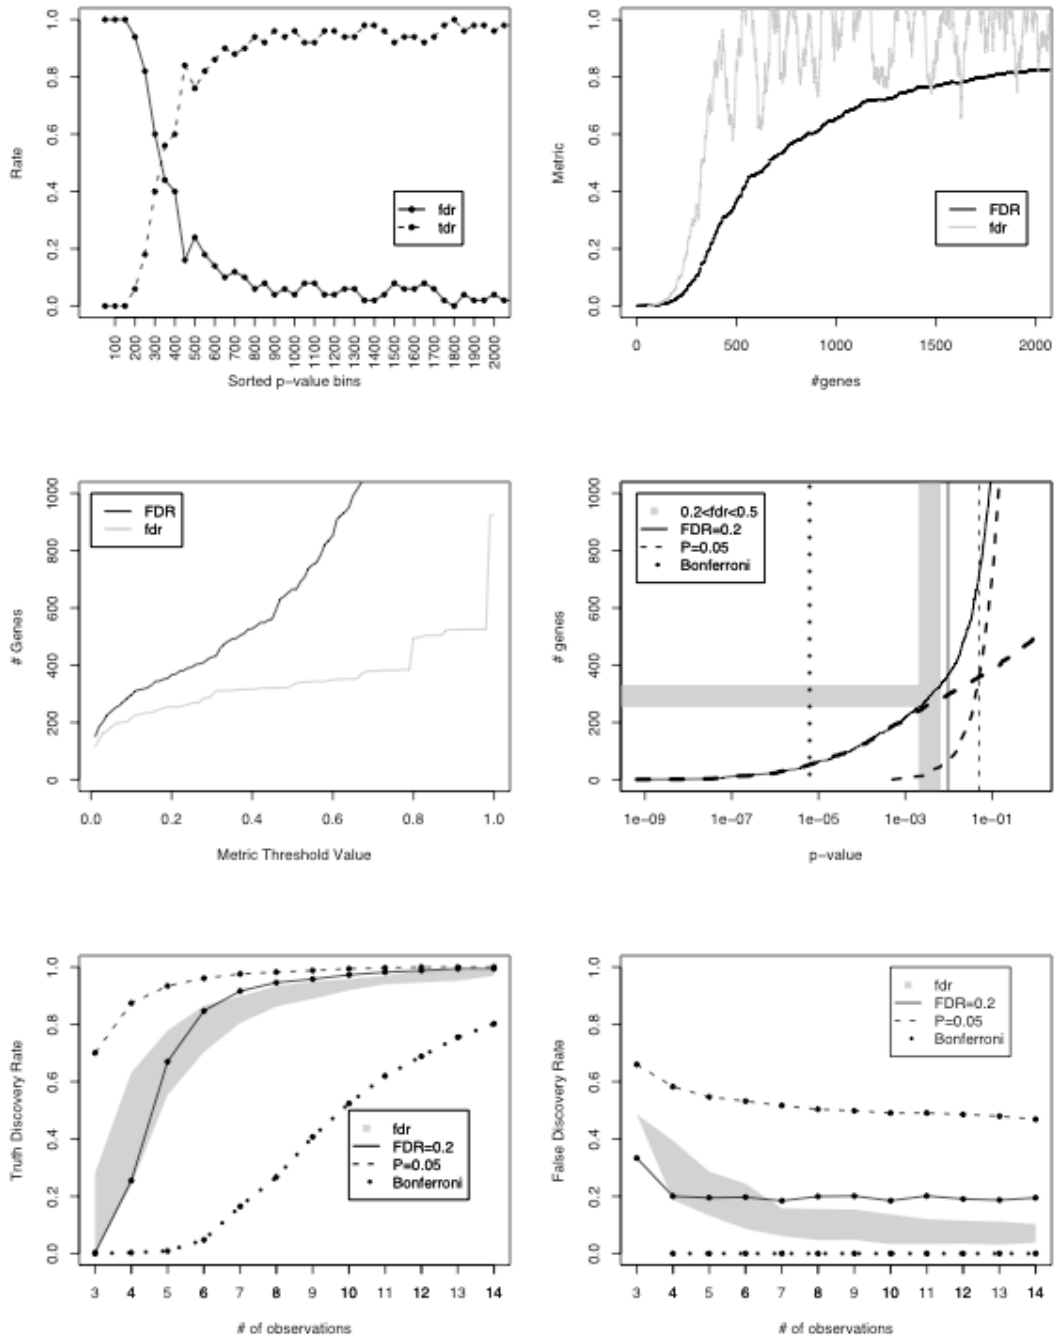 1.0
0.8
0.6
0.4
0.2
0.0
Rate
fdr
tdr
100
200
300
400
500
600
700
800
900
1000
1100
1200
1300
1400
1500
1600
1700
1800
1900
2000
Sorted p-value bins
1.0
0.8
0.6
0.4
0.2
0.0
Metric
FDR
fdr
0 500 1000 1500 2000
#genes
1000
800
600
400
200
0
# Genes
FDR
fdr
0.0 0.2 0.4 0.6 0.8 1.0
Metric Threshold Value
1000
800
600
400
200
0
# genes
0.2<fdr<0.5
FDR=0.2
P=0.05
Bonferroni
1e-09 1e-07 1e-05 1e-03 1e-01
p-value
1.0
0.8
0.6
0.4
0.2
0.0
Truth Discovery Rate
fdr
FDR=0.2
P=0.05
Bonferroni
3 4 5 6 7 8 9 10 11 12 13 14
# of observations
1.0
0.8
0.6
0.4
0.2
0.0
False Discovery Rate
fdr
FDR=0.2
P=0.05
Bonferroni
3 4 5 6 7 8 9 10 11 12 13 14
# of observations